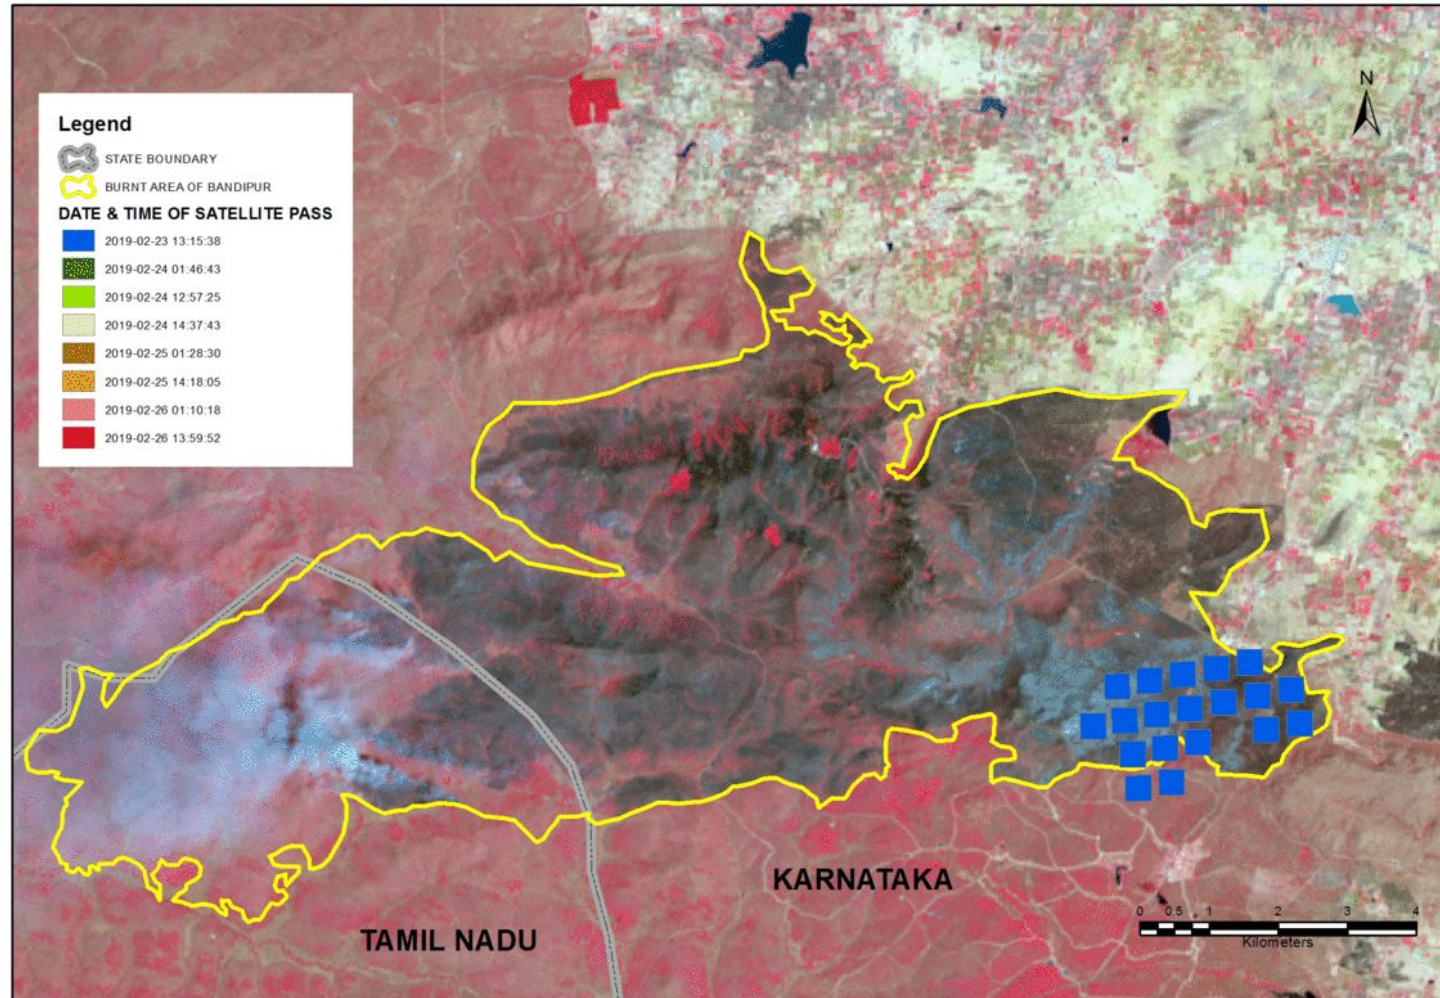 N
Legend
STATE BOUNDARY
BURNT AREA OF BANDIPUR
DATE & TIME OF SATELLITE PASS
2019-02-23 13:15:38
2019-02-24 01:46:43
2019-02-24 12:57:25
2019-02-24 14:37:43
2019-02-25 01:28:30
2019-02-25 14:18:05
2019-02-26 01:10:18
2019-02-26 13:59:52
KARNATAKA
TAMIL NADU
0 0.5 1 2 3 4
Kilometers